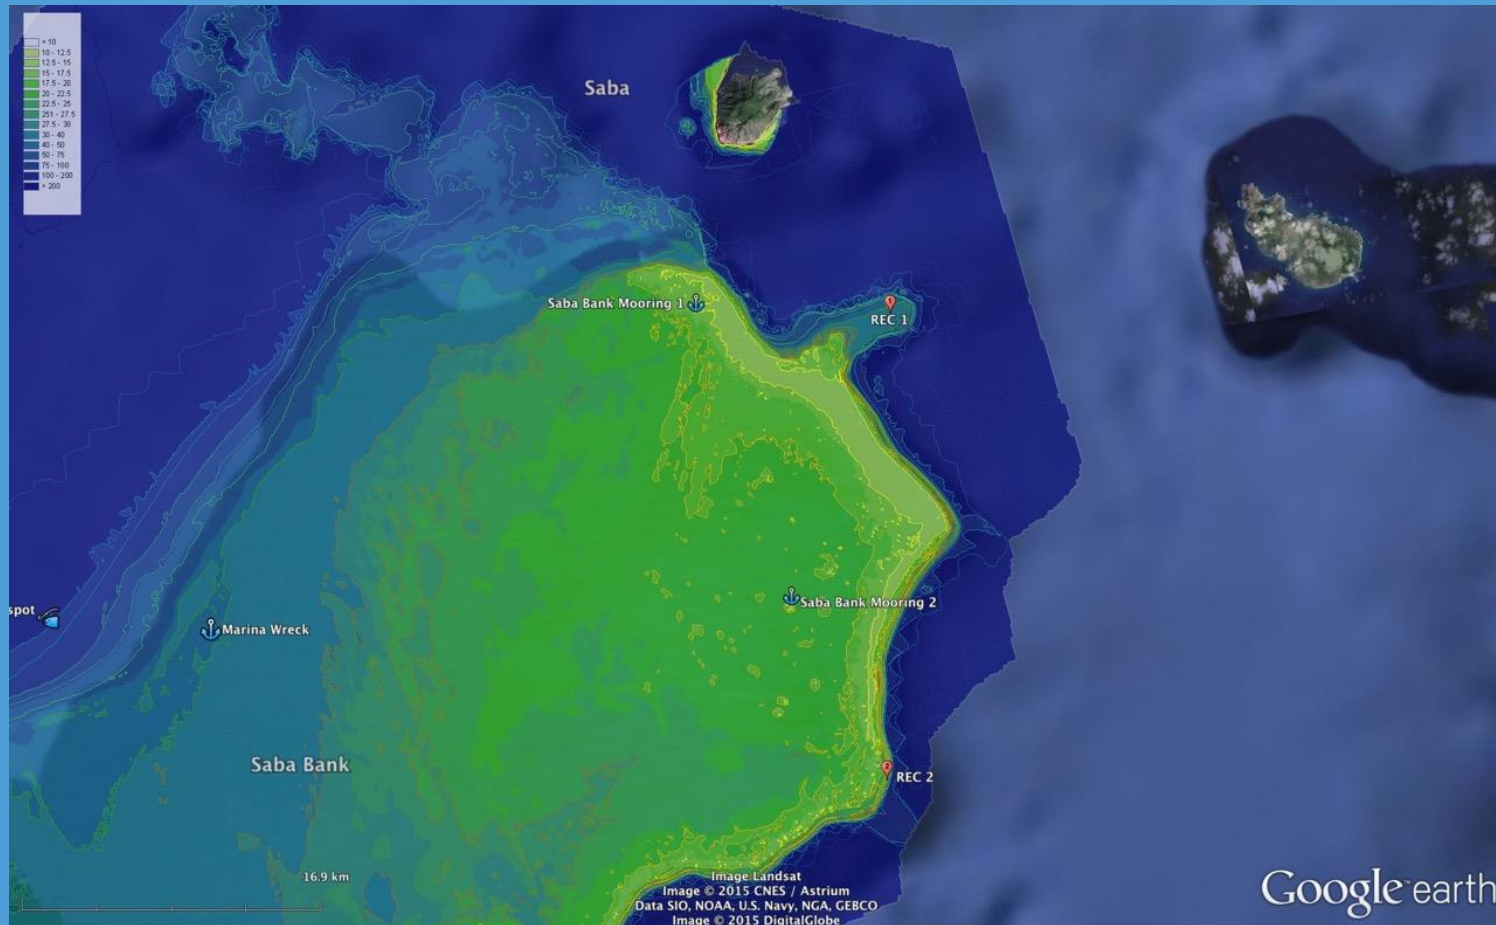 < 10
10 - 12.5
12.5 - 15
15 - 17.5
17.5 - 20
20 - 22.5
22.5 - 25
251 - 27.5
27.5 - 30
30 - 40
40 - 50
50 - 75
75 - 100
100 - 200
> 200
Saba
Saba Bank Mooring 1
1
REC 1
Saba Bank Mooring 2
spot
Marina Wreck
Saba Bank
2
REC 2
16.9 km
Image Landsat
Image © 2015 CNES / Astrium
Data SIO, NOAA, U.S. Navy, NGA, GEBCO
Image © 2015 DigitalGlobe
Google earth